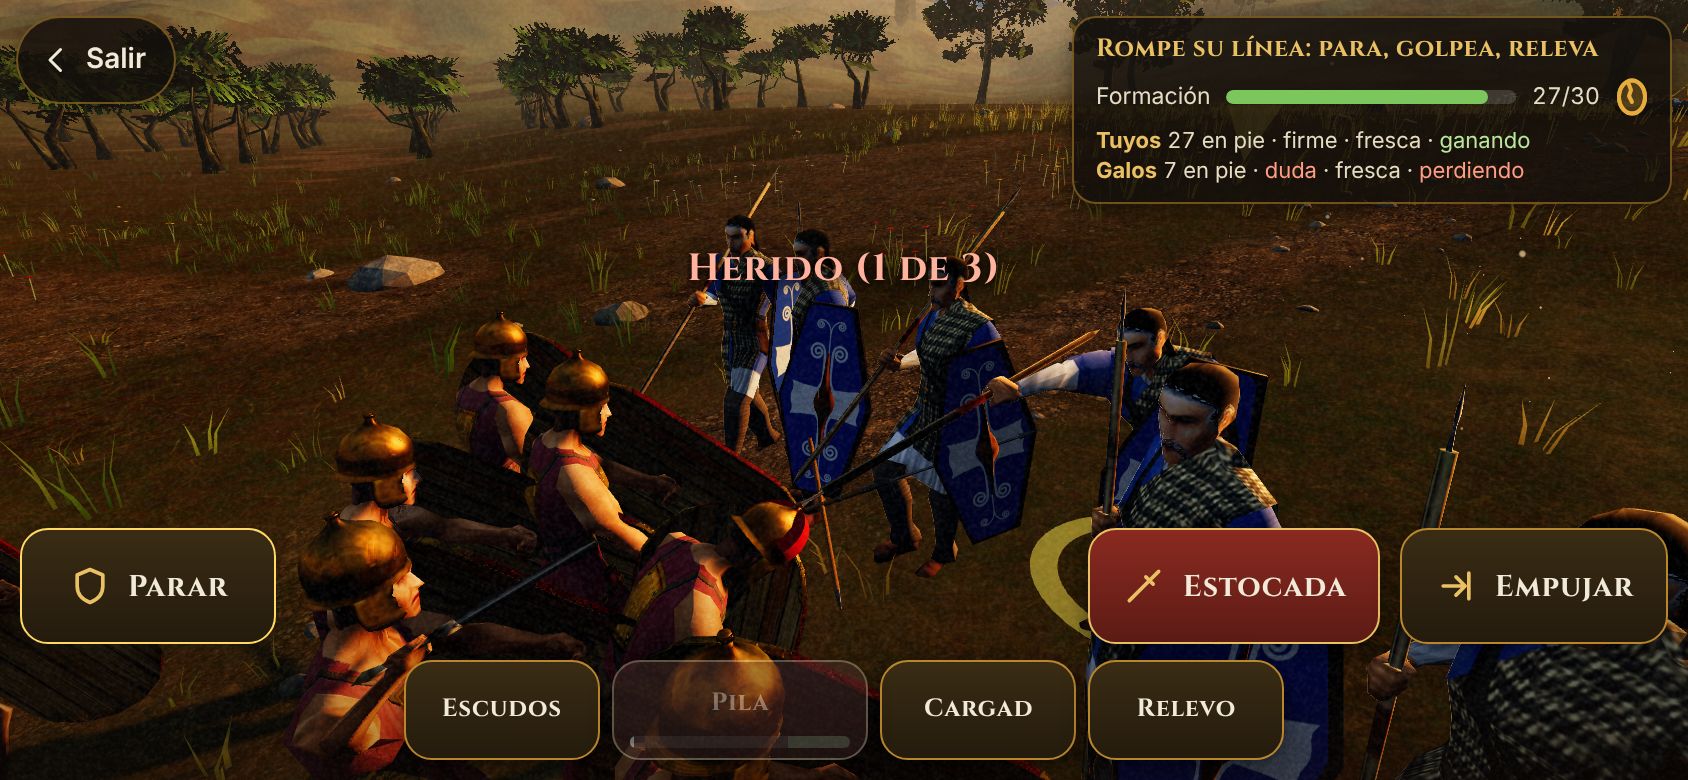 Salir
Rompe su línea: para, golpea, releva
Formación 27/30
Tuyos 27 en pie · firme · fresca · ganando
Galos 7 en pie · duda · fresca · perdiendo
Herido (1 de 3)
Parar
Estocada
Empujar
Escudos
Pila
Cargad
Relevo